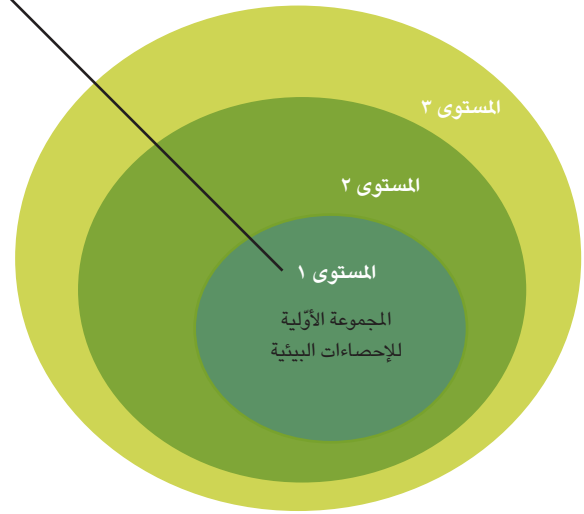 المستوى ٣
المستوى ٢
المستوى ١
المجموعة الأوّلية
للإحصاءات البيئية